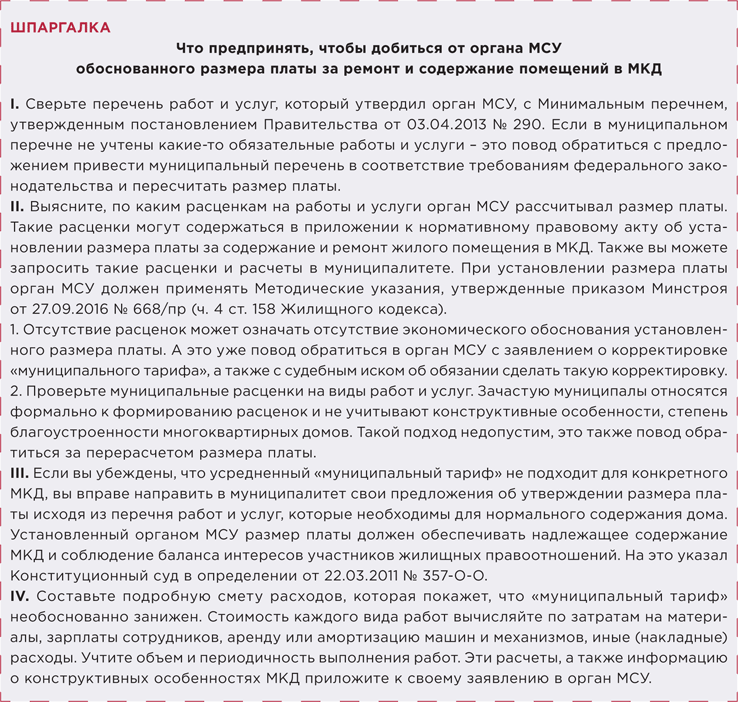 ШПАРГАЛКА
Что предпринять, чтобы добиться от органа МСУ
обоснованного размера платы за ремонт и содержание помещений в МКД
I. Сверьте перечень работ и услуг, который утвердил орган МСУ, с Минимальным перечнем,
утвержденным постановлением Правительства от 03.04.2013 № 290. Если в муниципальном
перечне не учтены какие-то обязательные работы и услуги – это повод обратиться с предло-
жением привести муниципальный перечень в соответствие требованиям федерального зако-
нодательства и пересчитать размер платы.
II. Выясните, по каким расценкам на работы и услуги орган МСУ рассчитывал размер платы.
Такие расценки могут содержаться в приложении к нормативному правовому акту об уста-
новлении размера платы за содержание и ремонт жилого помещения в МКД. Также вы можете
запросить такие расценки и расчеты в муниципалитете. При установлении размера платы
орган МСУ должен применять Методические указания, утвержденные приказом Минстроя
от 27.09.2016 № 668/пр (ч. 4 ст. 158 Жилищного кодекса).
1. Отсутствие расценок может означать отсутствие экономического обоснования установлен-
ного размера платы. А это уже повод обратиться в орган МСУ с заявлением о корректировке
«муниципального тарифа», а также с судебным иском об обязании сделать такую корректировку.
2. Проверьте муниципальные расценки на виды работ и услуг. Зачастую муниципалы относятся
формально к формированию расценок и не учитывают конструктивные особенности, степень
благоустроенности многоквартирных домов. Такой подход недопустим, это также повод обра-
титься за перерасчетом размера платы.
III. Если вы убеждены, что усредненный «муниципальный тариф» не подходит для конкретного
МКД, вы вправе направить в муниципалитет свои предложения об утверждении размера пла-
ты исходя из перечня работ и услуг, которые необходимы для нормального содержания дома.
Установленный органом МСУ размер платы должен обеспечивать надлежащее содержание
МКД и соблюдение баланса интересов участников жилищных правоотношений. На это указал
Конституционный суд в определении от 22.03.2011 № 357-О-О.
IV. Составьте подробную смету расходов, которая покажет, что «муниципальный тариф»
необоснованно занижен. Стоимость каждого вида работ вычисляйте по затратам на матери-
алы, зарплаты сотрудников, аренду или амортизацию машин и механизмов, иные (накладные)
расходы. Учтите объем и периодичность выполнения работ. Эти расчеты, а также информацию
о конструктивных особенностях МКД приложите к своему заявлению в орган МСУ.